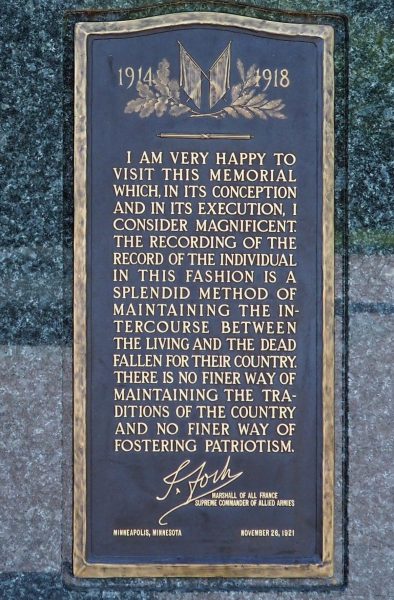 1914 1918
I AM VERY HAPPY TO
VISIT THIS MEMORIAL
WHICH, IN ITS CONCEPTION
AND IN ITS EXECUTION, I
CONSIDER MAGNIFICENT.
THE RECORDING OF THE
RECORD OF THE INDIVIDUAL
IN THIS FASHION IS A
SPLENDID METHOD OF
MAINTAINING THE IN-
TERCOURSE BETWEEN
THE LIVING AND THE DEAD
FALLEN FOR THEIR COUNTRY.
THERE IS NO FINER WAY OF
MAINTAINING THE TRA-
DITIONS OF THE COUNTRY
AND NO FINER WAY OF
FOSTERING PATRIOTISM.
F. Foch
MARSHALL OF ALL FRANCE
SUPREME COMMANDER OF ALLIED ARMIES
MINNEAPOLIS, MINNESOTA NOVEMBER 26, 1921